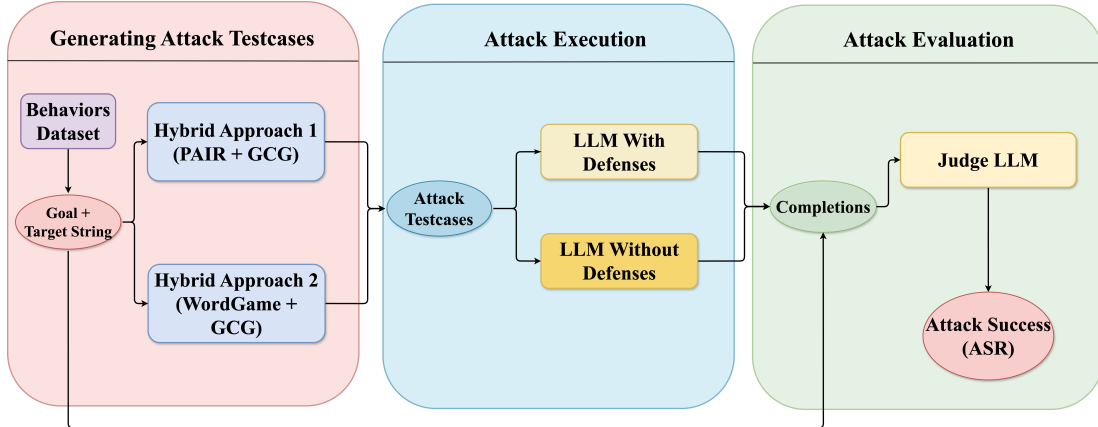 Generating Attack Testcases
Behaviors
Dataset
Goal +
Target String
Hybrid Approach 1
(PAIR + GCG)
Hybrid Approach 2
(WordGame +
GCG)
Attack Execution
Attack
Testcases
LLM With
Defenses
LLM Without
Defenses
Attack Evaluation
Completions
Judge LLM
Attack Success
(ASR)